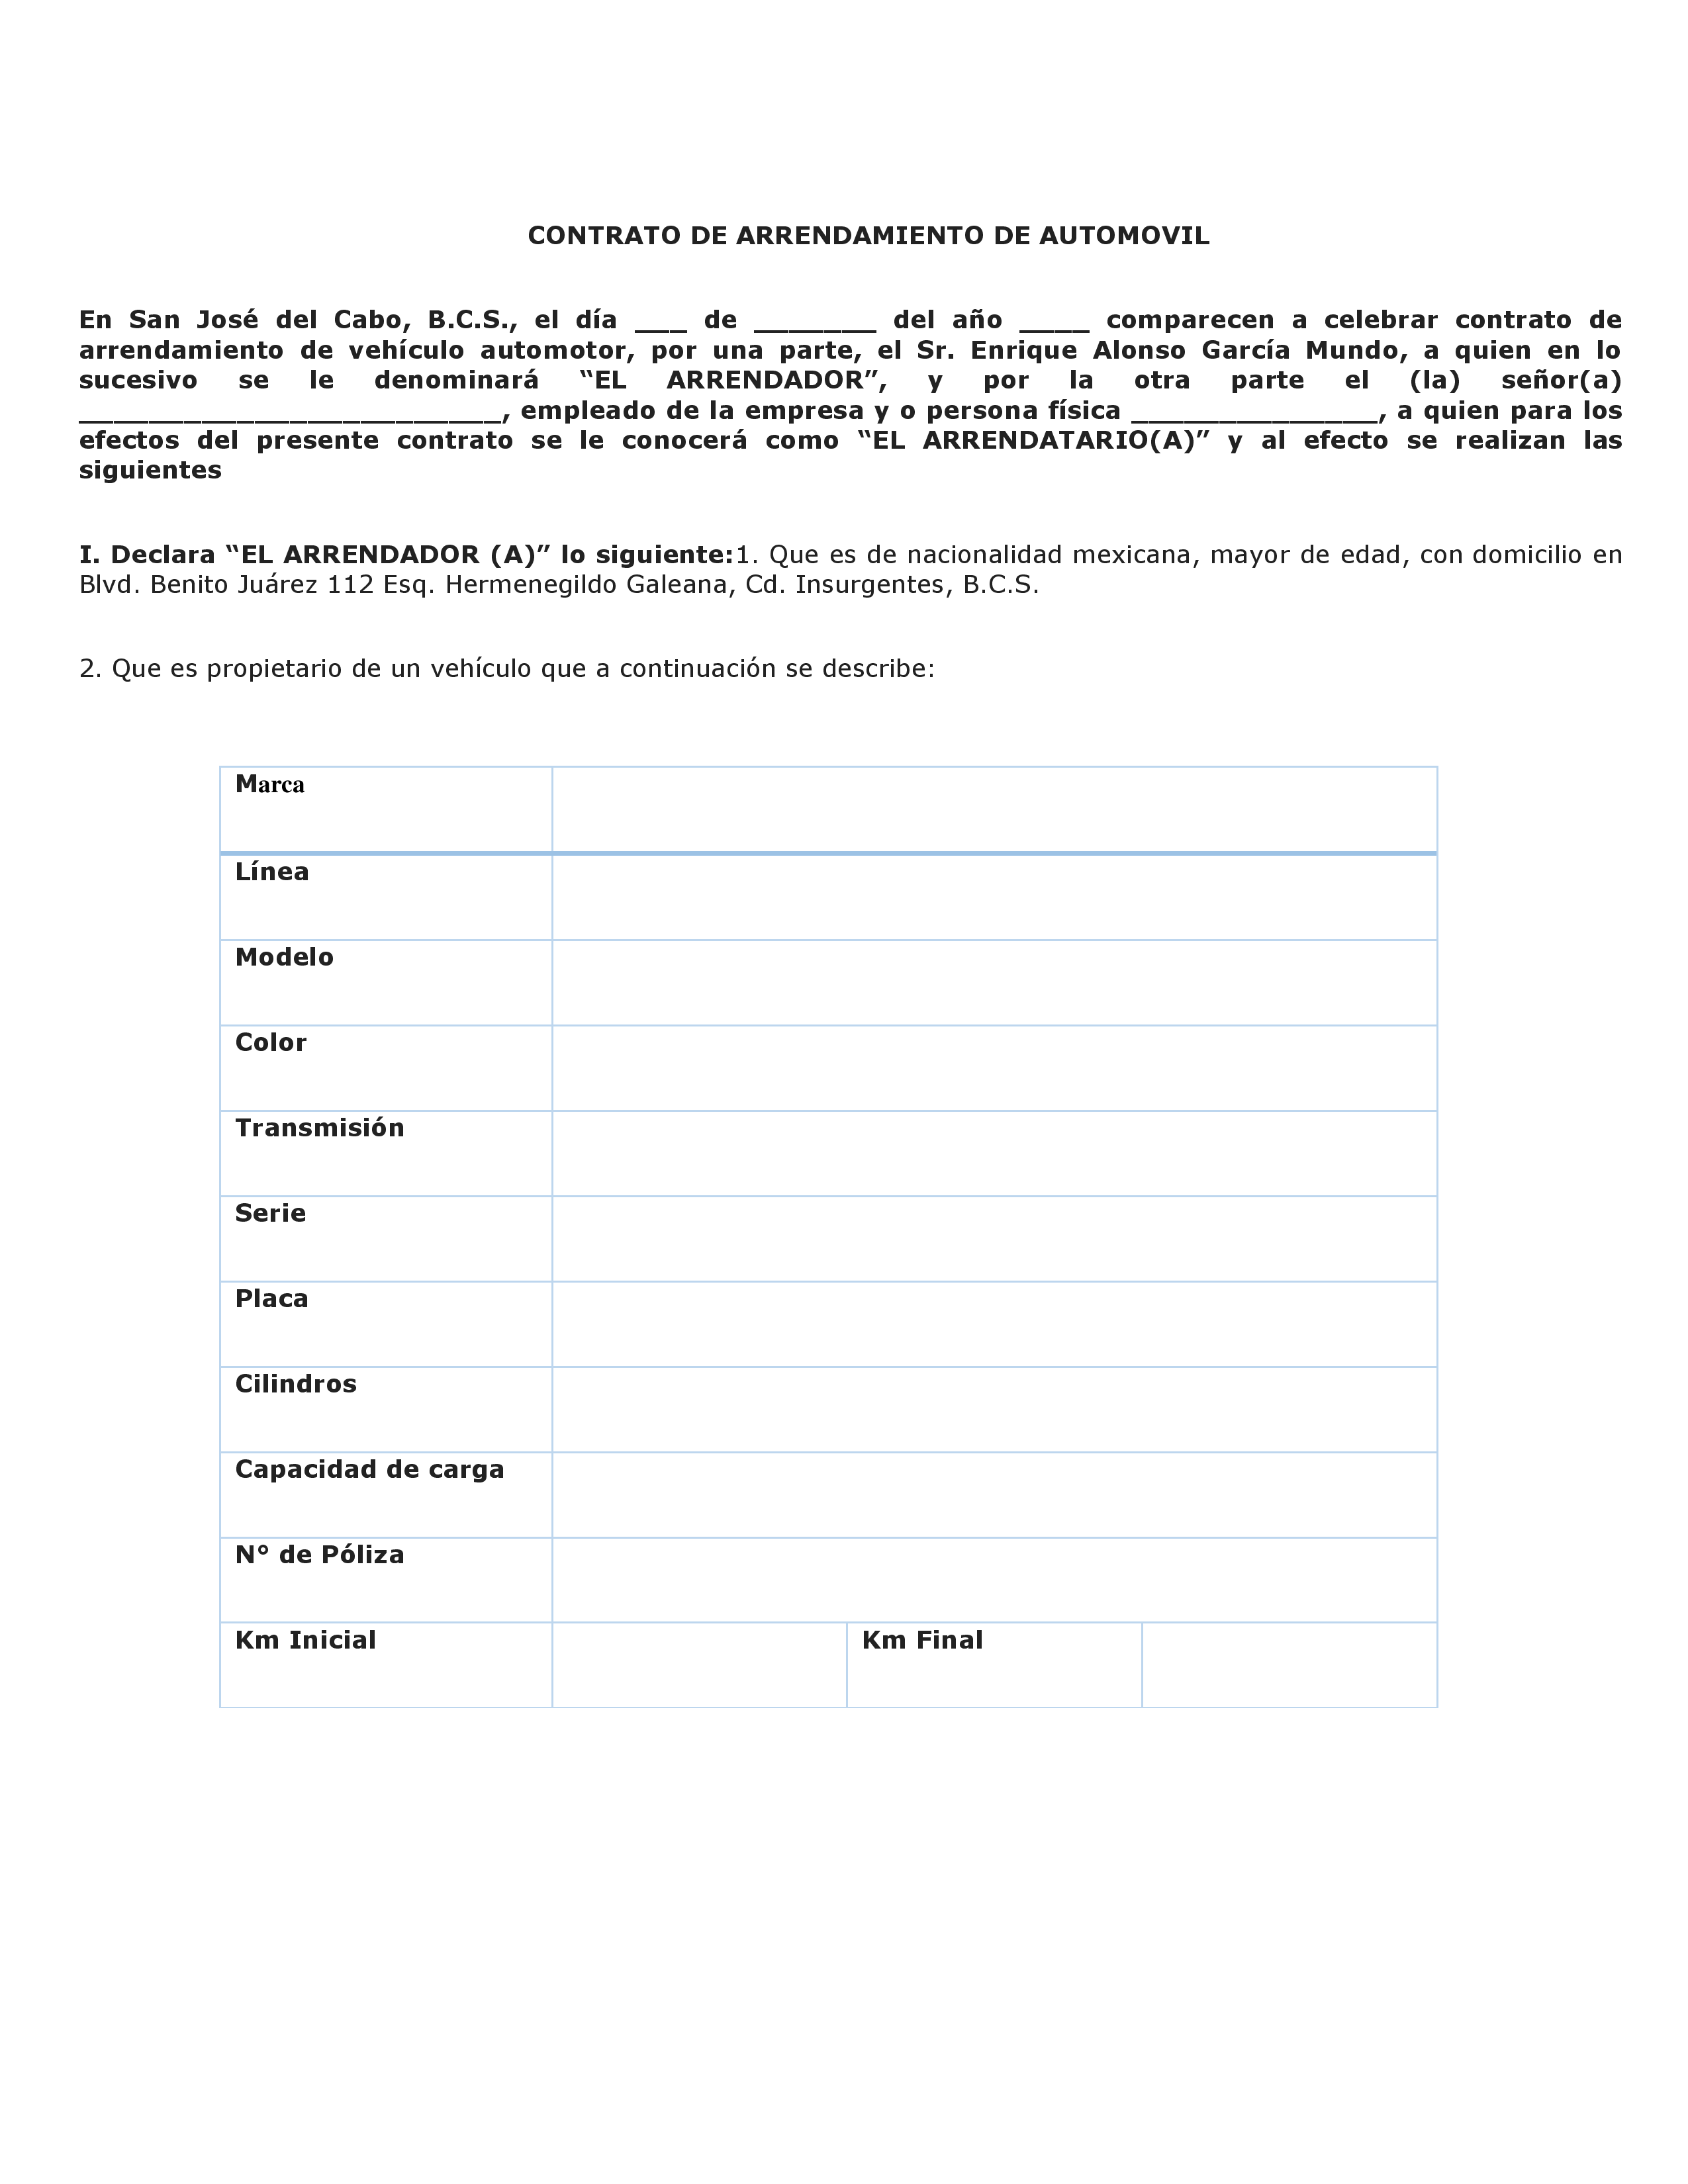 CONTRATO DE ARRENDAMIENTO DE AUTOMOVIL
En San José del Cabo, B.C.S., el día ___ de _______ del año ____ comparecen a celebrar contrato de
arrendamiento de vehículo automotor, por una parte, el Sr. Enrique Alonso García Mundo, a quien en lo
sucesivo se le denominará “EL ARRENDADOR”, y por la otra parte el (la) señor(a)
________________________, empleado de la empresa y o persona física ______________, a quien para los
efectos del presente contrato se le conocerá como “EL ARRENDATARIO(A)” y al efecto se realizan las
siguientes
I. Declara “EL ARRENDADOR (A)” lo siguiente:1. Que es de nacionalidad mexicana, mayor de edad, con domicilio en
Blvd. Benito Juárez 112 Esq. Hermenegildo Galeana, Cd. Insurgentes, B.C.S.
2. Que es propietario de un vehículo que a continuación se describe:
Marca
Línea
Modelo
Color
Transmisión
Serie
Placa
Cilindros
Capacidad de carga
N° de Póliza
Km Inicial Km Final